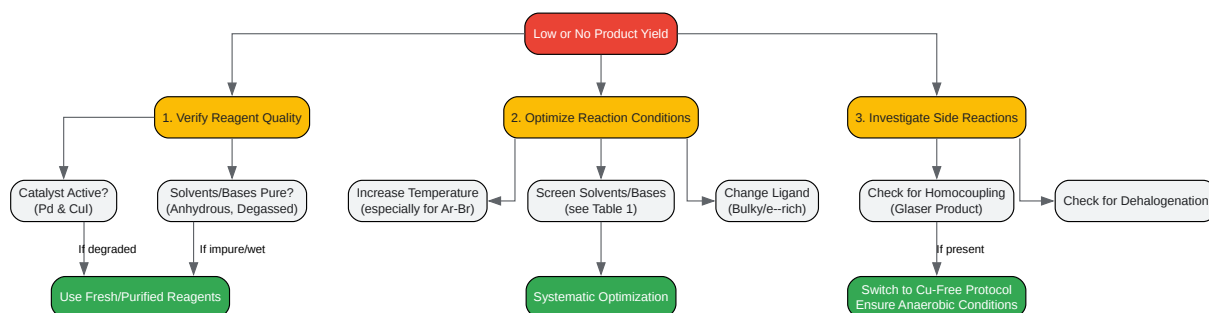 Low or No Product Yield
1. Verify Reagent Quality
2. Optimize Reaction Conditions
3. Investigate Side Reactions
Catalyst Active?
(Pd & CuI)
Solvents/Bases Pure?
(Anhydrous, Degassed)
Increase Temperature
(especially for Ar-Br)
Screen Solvents/Bases
(see Table 1)
Change Ligand
(Bulky/e--rich)
Check for Homocoupling
(Glaser Product)
Check for Dehalogenation
If degraded
If impure/wet
If present
Use Fresh/Purified Reagents
Systematic Optimization
Switch to Cu-Free Protocol
Ensure Anaerobic Conditions